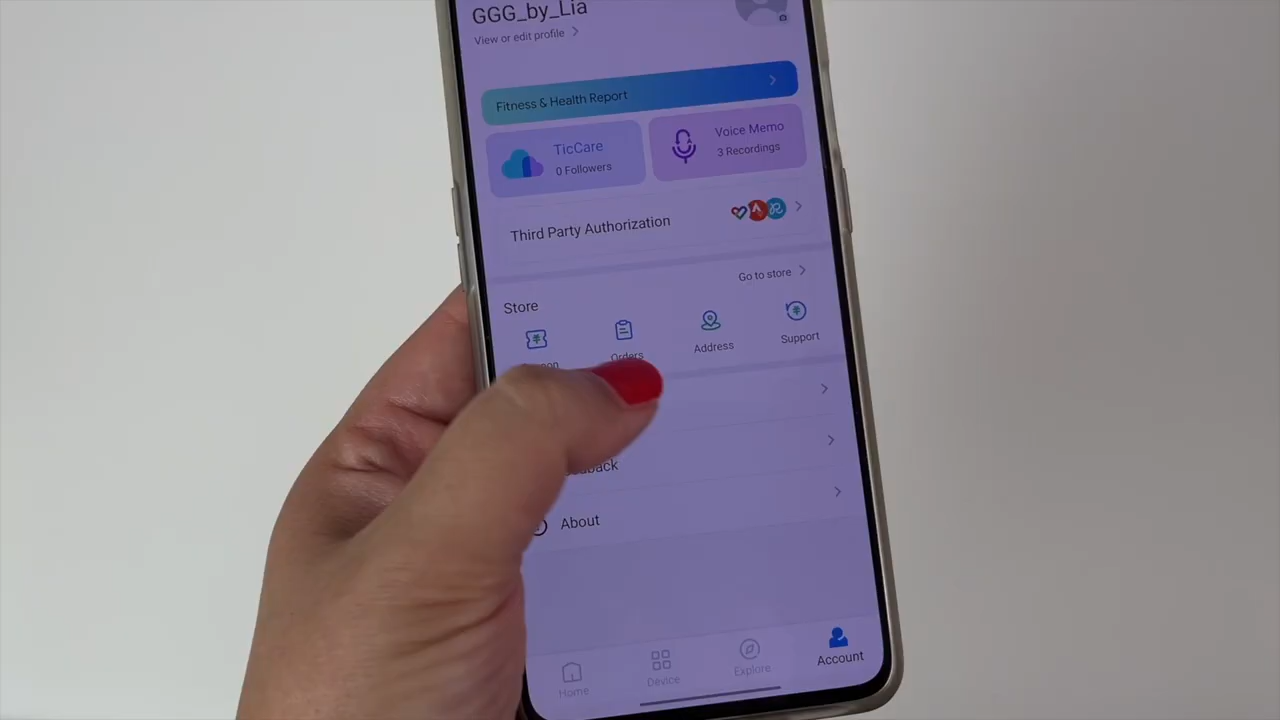 GGG_by_Lia
View or edit profile
Fitness & Health Report
TicCare
0 Followers
Voice Memo
3 Recordings
Third Party Authorization
Go to store
Store
Orders
Address
Support
About
Home
Device
Explore
Account